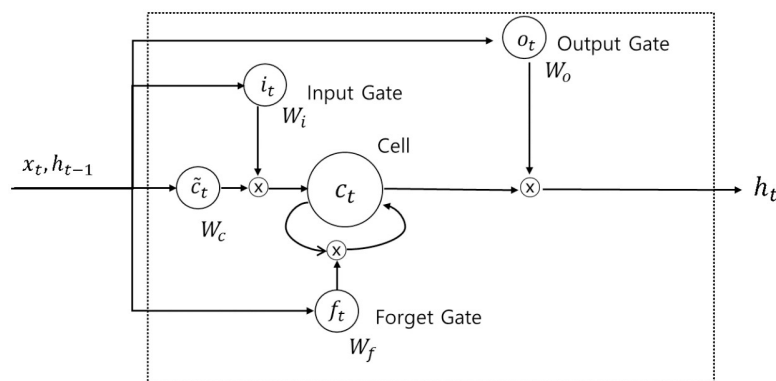 o_t Output Gate
W_o
i_t Input Gate
W_i
Cell
x_t, h_{t-1}
c̃_t x c_t x h_t
W_c
x
f_t Forget Gate
W_f